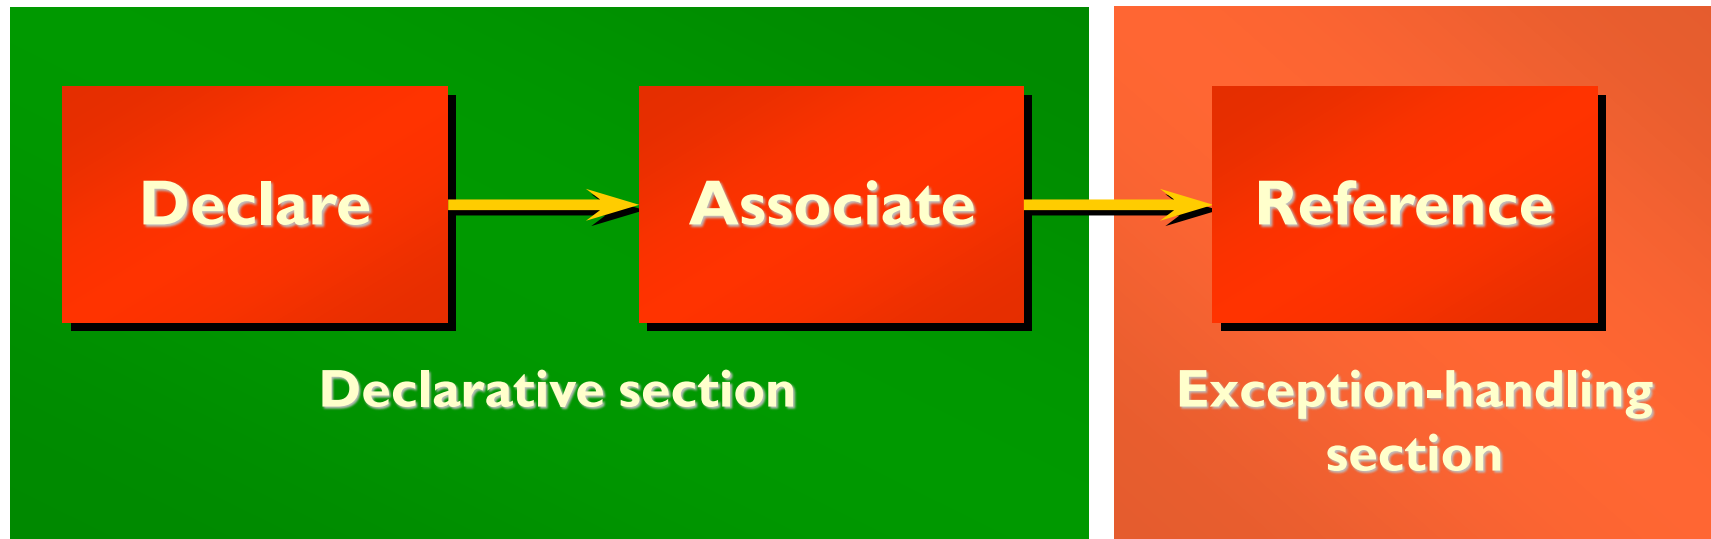 Declare
Associate
Reference
Declarative section
Exception-handling
section